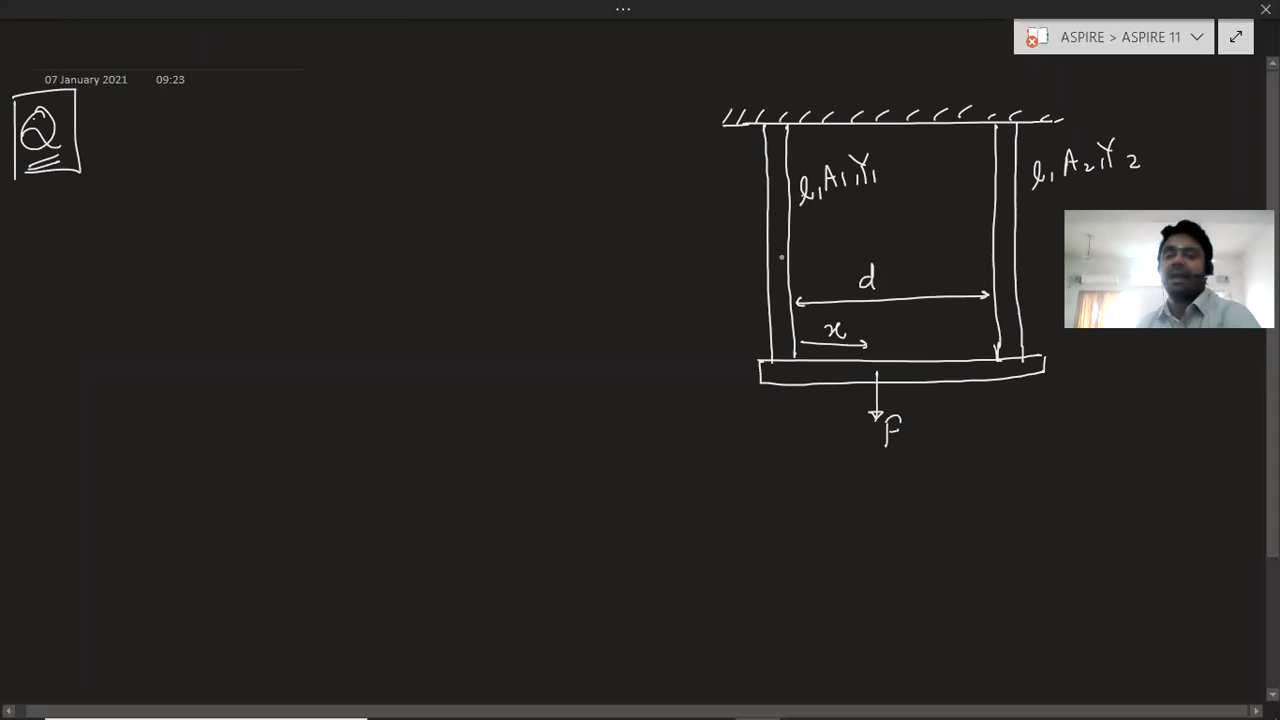 ...
ASPIRE > ASPIRE 11
07 January 2021 09:23
Q
l, A1, Y1
l, A2, Y2
d
x
F